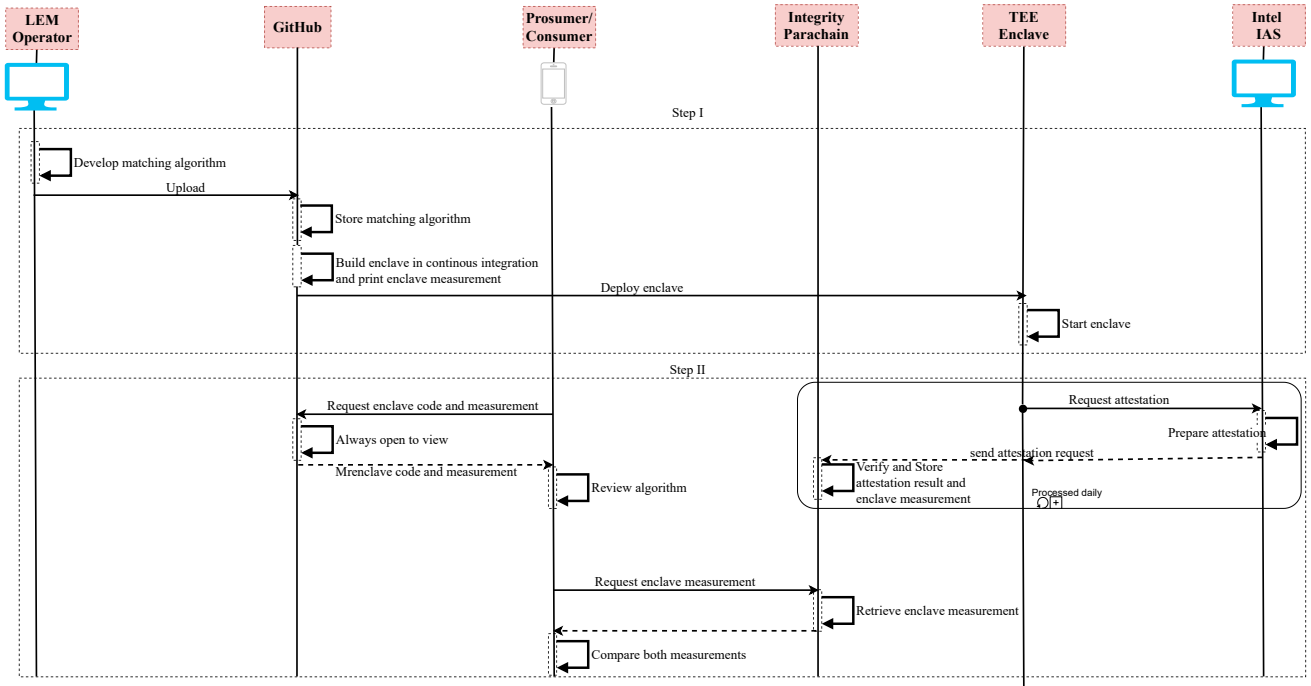 LEM
Operator
GitHub
Prosumer/
Consumer
Integrity
Parachain
TEE
Enclave
Intel
IAS
Step I
Develop matching algorithm
Upload
Store matching algorithm
Build enclave in continous integration
and print enclave measurement
Deploy enclave
Start enclave
Step II
Request enclave code and measurement
Request attestation
Always open to view
Prepare attestation
send attestation request
Mrenclave code and measurement
Verify and Store
attestation result and
enclave measurement
Review algorithm
Processed daily
Request enclave measurement
Retrieve enclave measurement
Compare both measurements